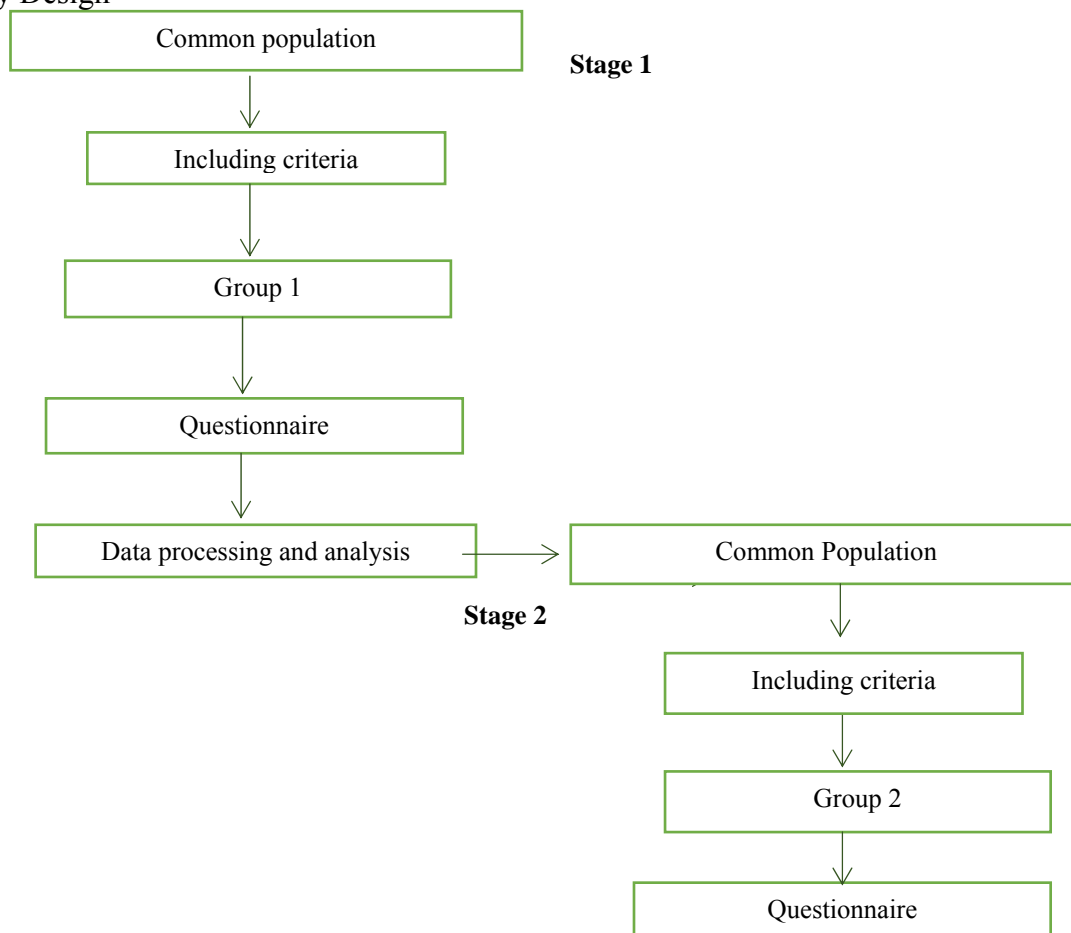 y Design
Common population
Stage 1
Including criteria
Group 1
Questionnaire
Data processing and analysis
Common Population
Stage 2
Including criteria
Group 2
Questionnaire